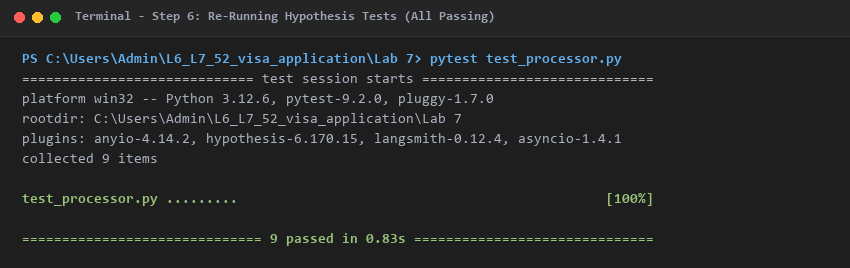 Terminal - Step 6: Re-Running Hypothesis Tests (All Passing)
PS C:\Users\Admin\L6_L7_52_visa_application\Lab 7> pytest test_processor.py
============================= test session starts =============================
platform win32 -- Python 3.12.6, pytest-9.2.0, pluggy-1.7.0
rootdir: C:\Users\Admin\L6_L7_52_visa_application\Lab 7
plugins: anyio-4.14.2, hypothesis-6.170.15, langsmith-0.12.4, asyncio-1.4.1
collected 9 items
test_processor.py ......... [100%]
============================== 9 passed in 0.83s ==============================